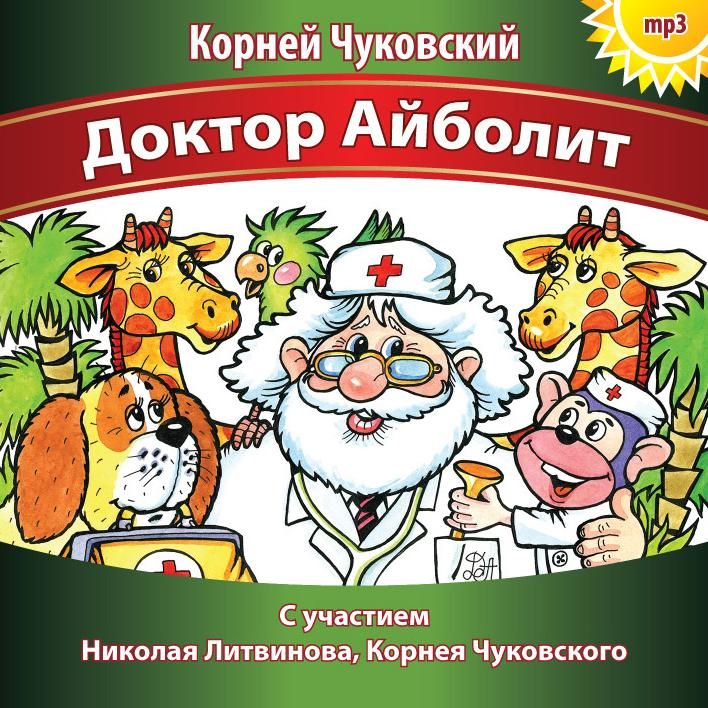 Корней Чуковский
mp3
Доктор Айболит
С участием
Николая Литвинова, Корнея Чуковского